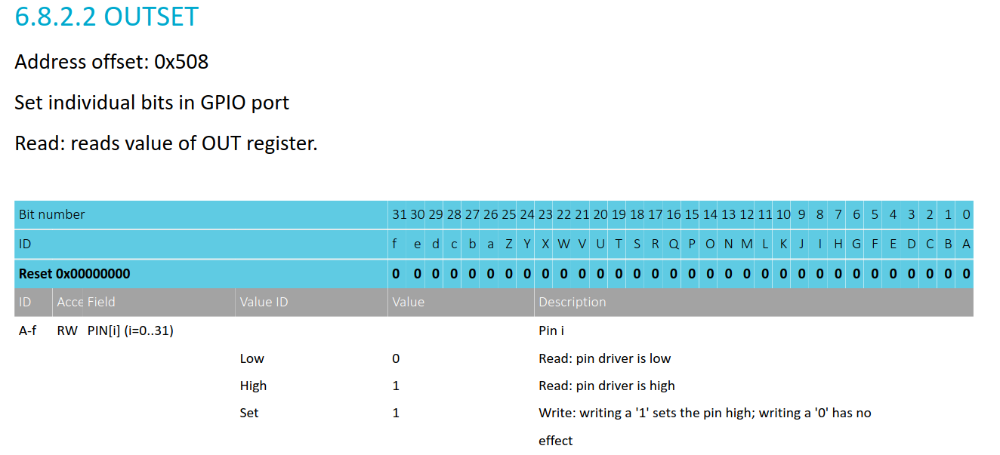 6.8.2.2 OUTSET
Address offset: 0x508
Set individual bits in GPIO port
Read: reads value of OUT register.
Bit number 31 30 29 28 27 26 25 24 23 22 21 20 19 18 17 16 15 14 13 12 11 10 9 8 7 6 5 4 3 2 1 0
ID f e d c b a Z Y X W V U T S R Q P O N M L K J I H G F E D C B A
Reset 0x00000000 0 0 0 0 0 0 0 0 0 0 0 0 0 0 0 0 0 0 0 0 0 0 0 0 0 0 0 0 0 0 0 0
ID Acce Field Value ID Value Description
A-f RW PIN[i] (i=0..31) Pin i
Low 0 Read: pin driver is low
High 1 Read: pin driver is high
Set 1 Write: writing a '1' sets the pin high; writing a '0' has no
effect